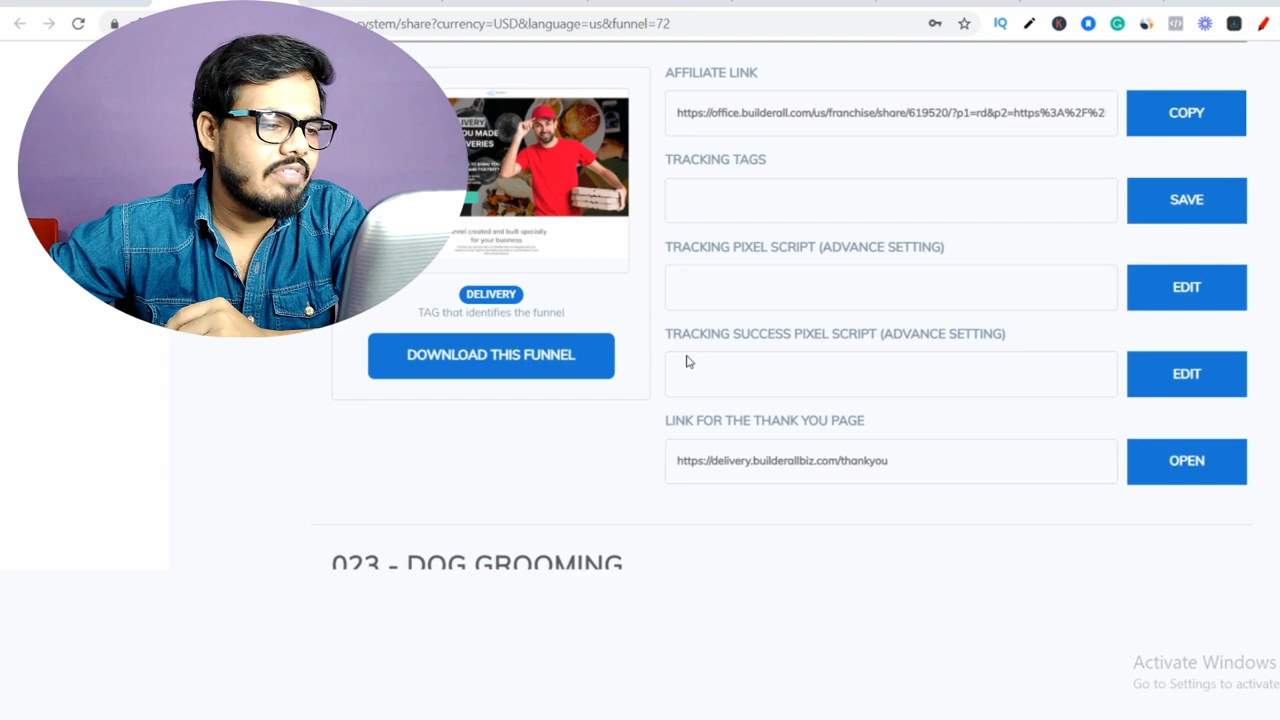 system/share?currency=USD&language=us&funnel=72
AFFILIATE LINK
https://office.builderall.com/us/franchise/share/619520/?p1=rd&p2=https%3A%2F%2
COPY
TRACKING TAGS
SAVE
TRACKING PIXEL SCRIPT (ADVANCE SETTING)
EDIT
TRACKING SUCCESS PIXEL SCRIPT (ADVANCE SETTING)
EDIT
LINK FOR THE THANK YOU PAGE
https://delivery.builderallbiz.com/thankyou
OPEN
for your business
DELIVERY
TAG that identifies the funnel
DOWNLOAD THIS FUNNEL
023 - DOG GROOMING
Activate Windows
Go to Settings to activate